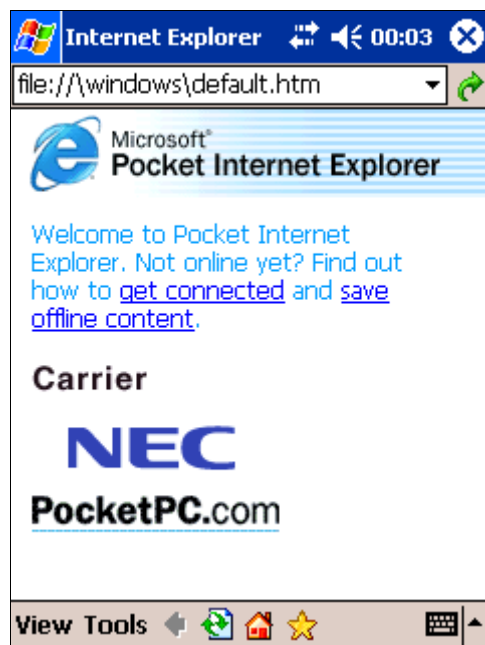 Internet Explorer 00:03
file://\windows\default.htm
Microsoft®
Pocket Internet Explorer
Welcome to Pocket Internet
Explorer. Not online yet? Find out
how to get connected and save
offline content.
Carrier
NEC
PocketPC.com
View Tools